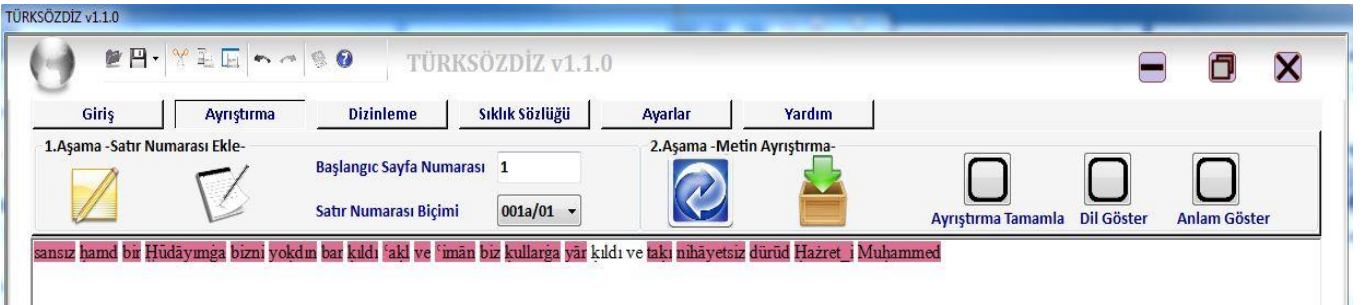 TÜRKSÖZDİZ v1.1.0
TÜRKSÖZDİZ v1.1.0
Giriş Ayrıştırma Dizinleme Sıklık Sözlüğü Ayarlar Yardım
1.Aşama -Satır Numarası Ekle- 2.Aşama -Metin Ayrıştırma-
Başlangıc Sayfa Numarası 1
Satır Numarası Biçimi 001a/01
Ayrıştırma Tamamla Dil Göster Anlam Göster
sansız ḥamd bir Ḫüdāyımġa bizni yoḳdın bar ḳıldı ʿaḳl ve ʿimān biz ḳullarġa yār ḳıldı ve taḳı nihāyetsiz dürūd Ḥażret_i Muḥammed